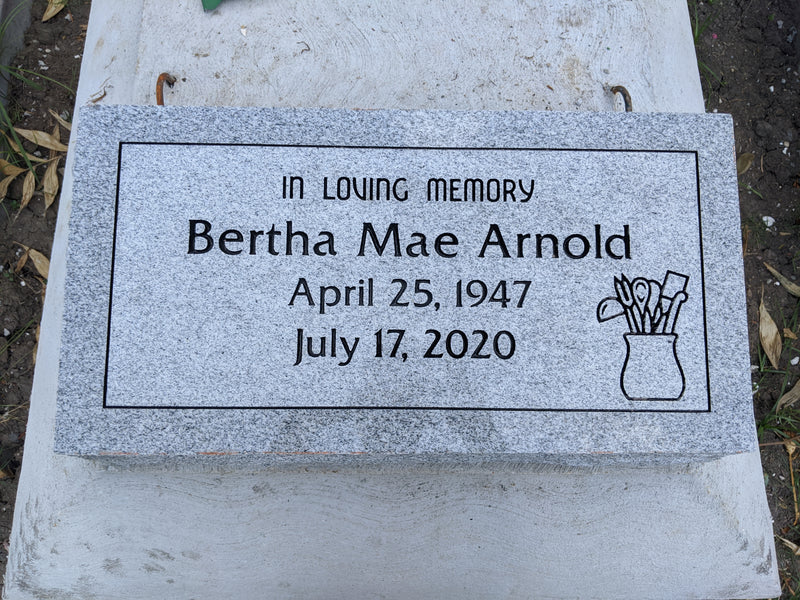 IN LOVING MEMORY
Bertha Mae Arnold
April 25, 1947
July 17, 2020